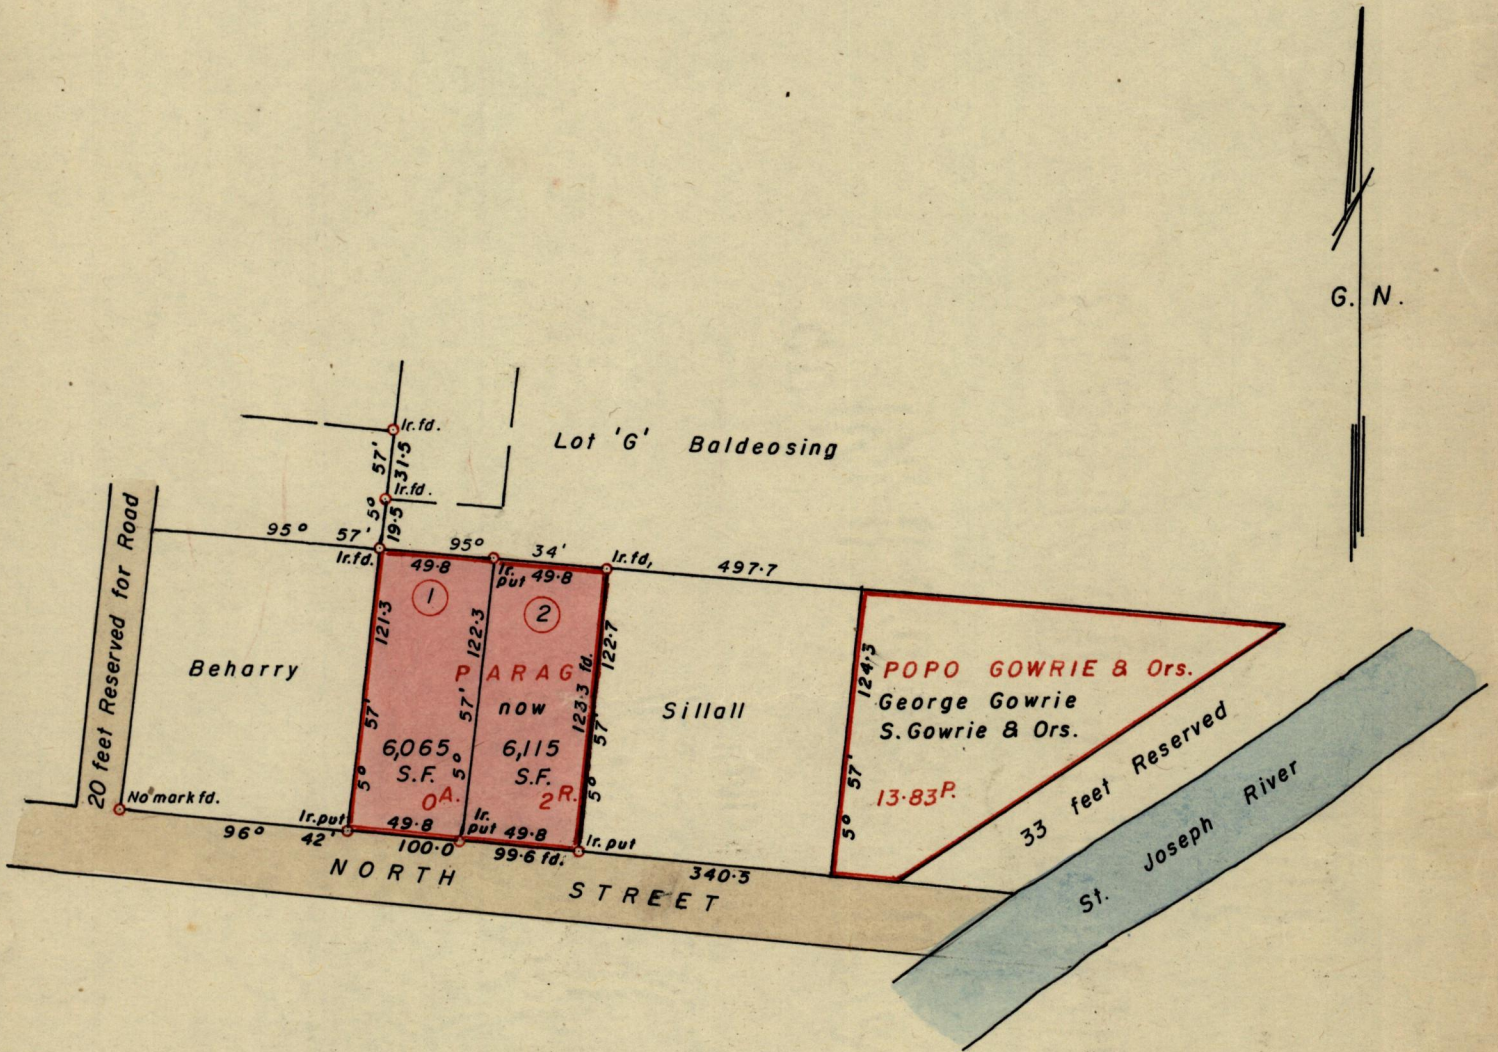 G. N.
Ir. fd.
57'
31.5
Lot 'G' Baldeosing
Ir. fd.
5°
19.5
20 feet Reserved for Road
95° 57'
Ir. fd.
95° 34'
49.8
Ir. put
49.8
Ir. fd,
497.7
1
2
121.3
57'
5°
122.3
57'
5°
122.7
123.3 fd.
57'
5°
124.3
57'
5°
Beharry
PARAG
now
6,065
S.F.
6,115
S.F.
0A. 2R.
13.83P.
Sillall
POPO GOWRIE & Ors.
George Gowrie
S. Gowrie & Ors.
33 feet Reserved
St. Joseph River
No mark fd.
96° 42'
Ir. put
49.8
Ir. put
49.8
Ir. put
100.0
99.6 fd.
340.5
NORTH STREET